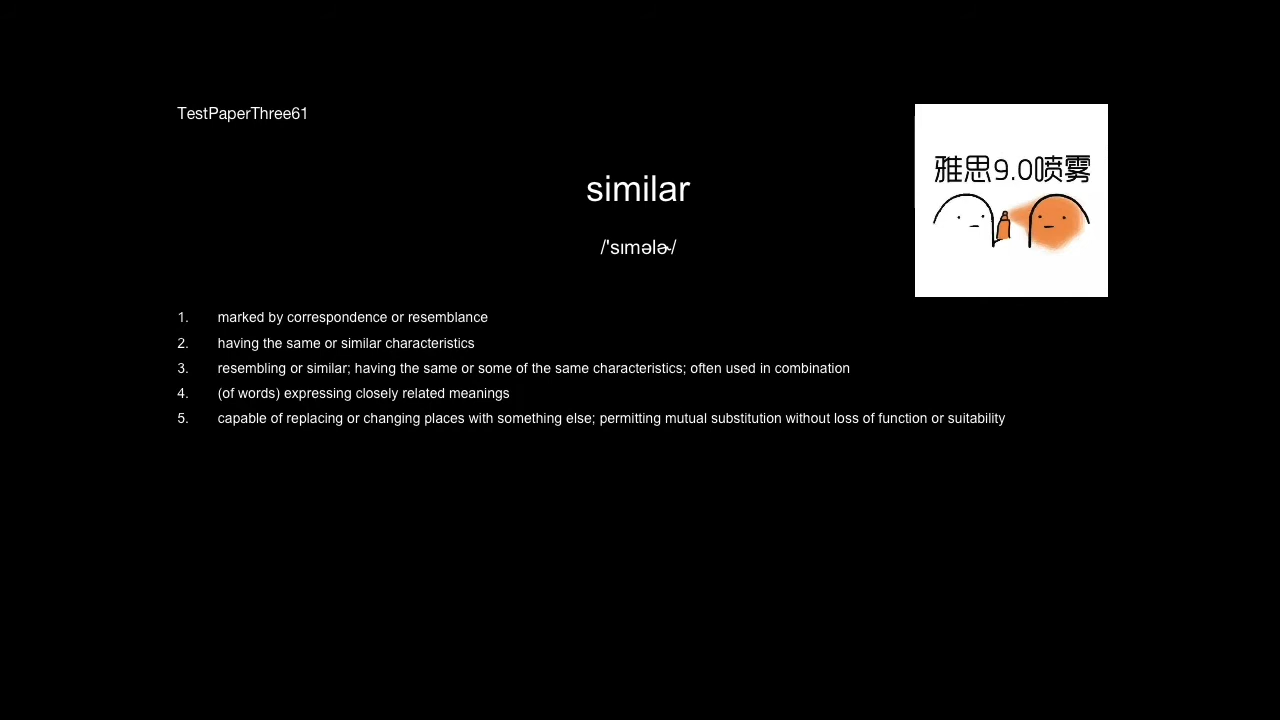 TestPaperThree61
雅思9.0喷雾
similar
/ˈsɪmələ˞/
1. marked by correspondence or resemblance
2. having the same or similar characteristics
3. resembling or similar; having the same or some of the same characteristics; often used in combination
4. (of words) expressing closely related meanings
5. capable of replacing or changing places with something else; permitting mutual substitution without loss of function or suitability